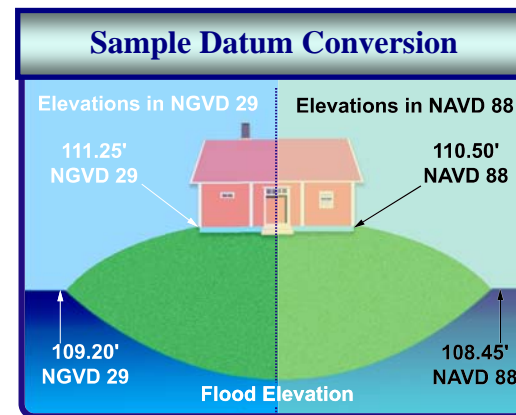 Sample Datum Conversion
Elevations in NGVD 29
Elevations in NAVD 88
111.25'
NGVD 29
110.50'
NAVD 88
109.20'
NGVD 29
108.45'
NAVD 88
Flood Elevation